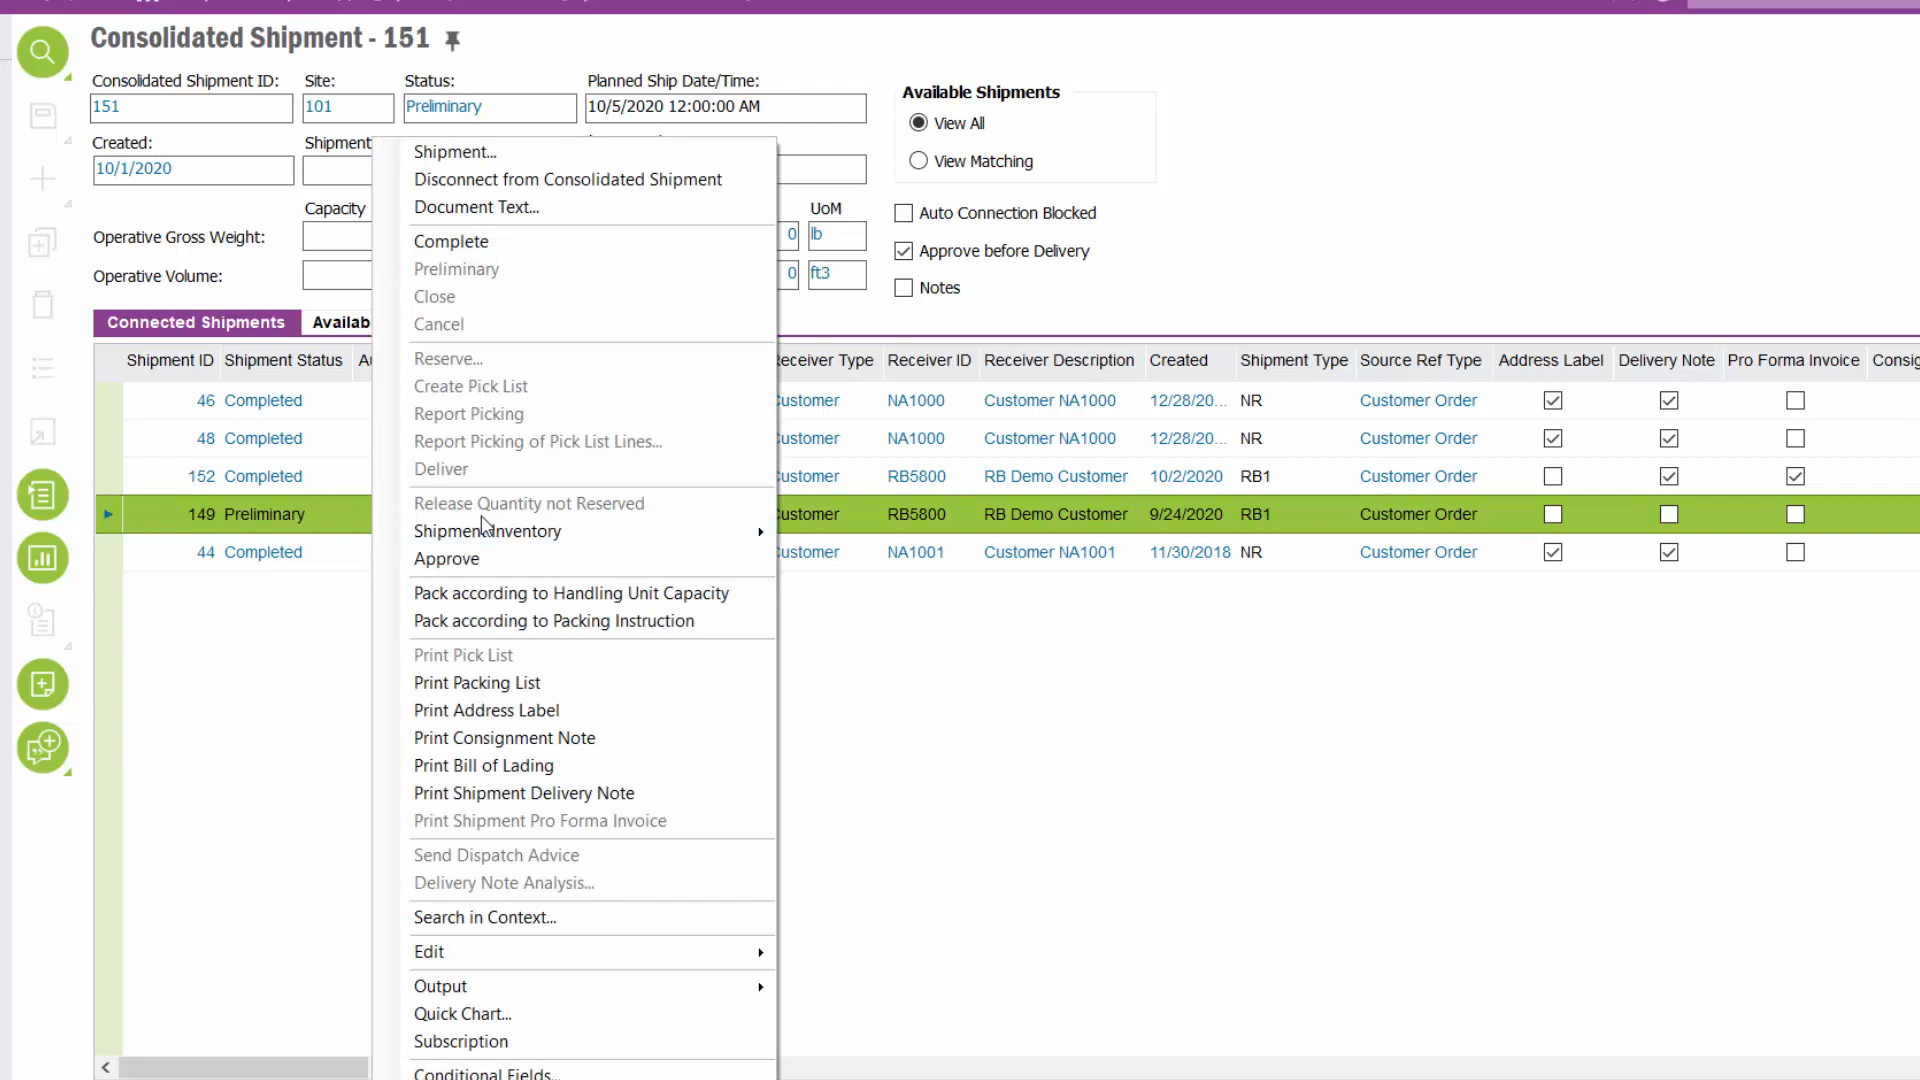 Consolidated Shipment - 151
Consolidated Shipment ID: Site: Status: Planned Ship Date/Time:
151 101 Preliminary 10/5/2020 12:00:00 AM
Available Shipments
View All
View Matching
Created: Shipment
10/1/2020
Capacity UoM
Operative Gross Weight: 0 lb
Operative Volume: 0 ft3
Auto Connection Blocked
Approve before Delivery
Notes
Connected Shipments Availab
Shipment ID Shipment Status Receiver Type Receiver ID Receiver Description Created Shipment Type Source Ref Type Address Label Delivery Note Pro Forma Invoice Consig
46 Completed Customer NA1000 Customer NA1000 12/28/20... NR Customer Order
48 Completed Customer NA1000 Customer NA1000 12/28/20... NR Customer Order
152 Completed Customer RB5800 RB Demo Customer 10/2/2020 RB1 Customer Order
149 Preliminary Customer RB5800 RB Demo Customer 9/24/2020 RB1 Customer Order
44 Completed Customer NA1001 Customer NA1001 11/30/2018 NR Customer Order
Shipment...
Disconnect from Consolidated Shipment
Document Text...
Complete
Preliminary
Close
Cancel
Reserve...
Create Pick List
Report Picking
Report Picking of Pick List Lines...
Deliver
Release Quantity not Reserved
Shipment Inventory
Approve
Pack according to Handling Unit Capacity
Pack according to Packing Instruction
Print Pick List
Print Packing List
Print Address Label
Print Consignment Note
Print Bill of Lading
Print Shipment Delivery Note
Print Shipment Pro Forma Invoice
Send Dispatch Advice
Delivery Note Analysis...
Search in Context...
Edit
Output
Quick Chart...
Subscription
Conditional Fields...